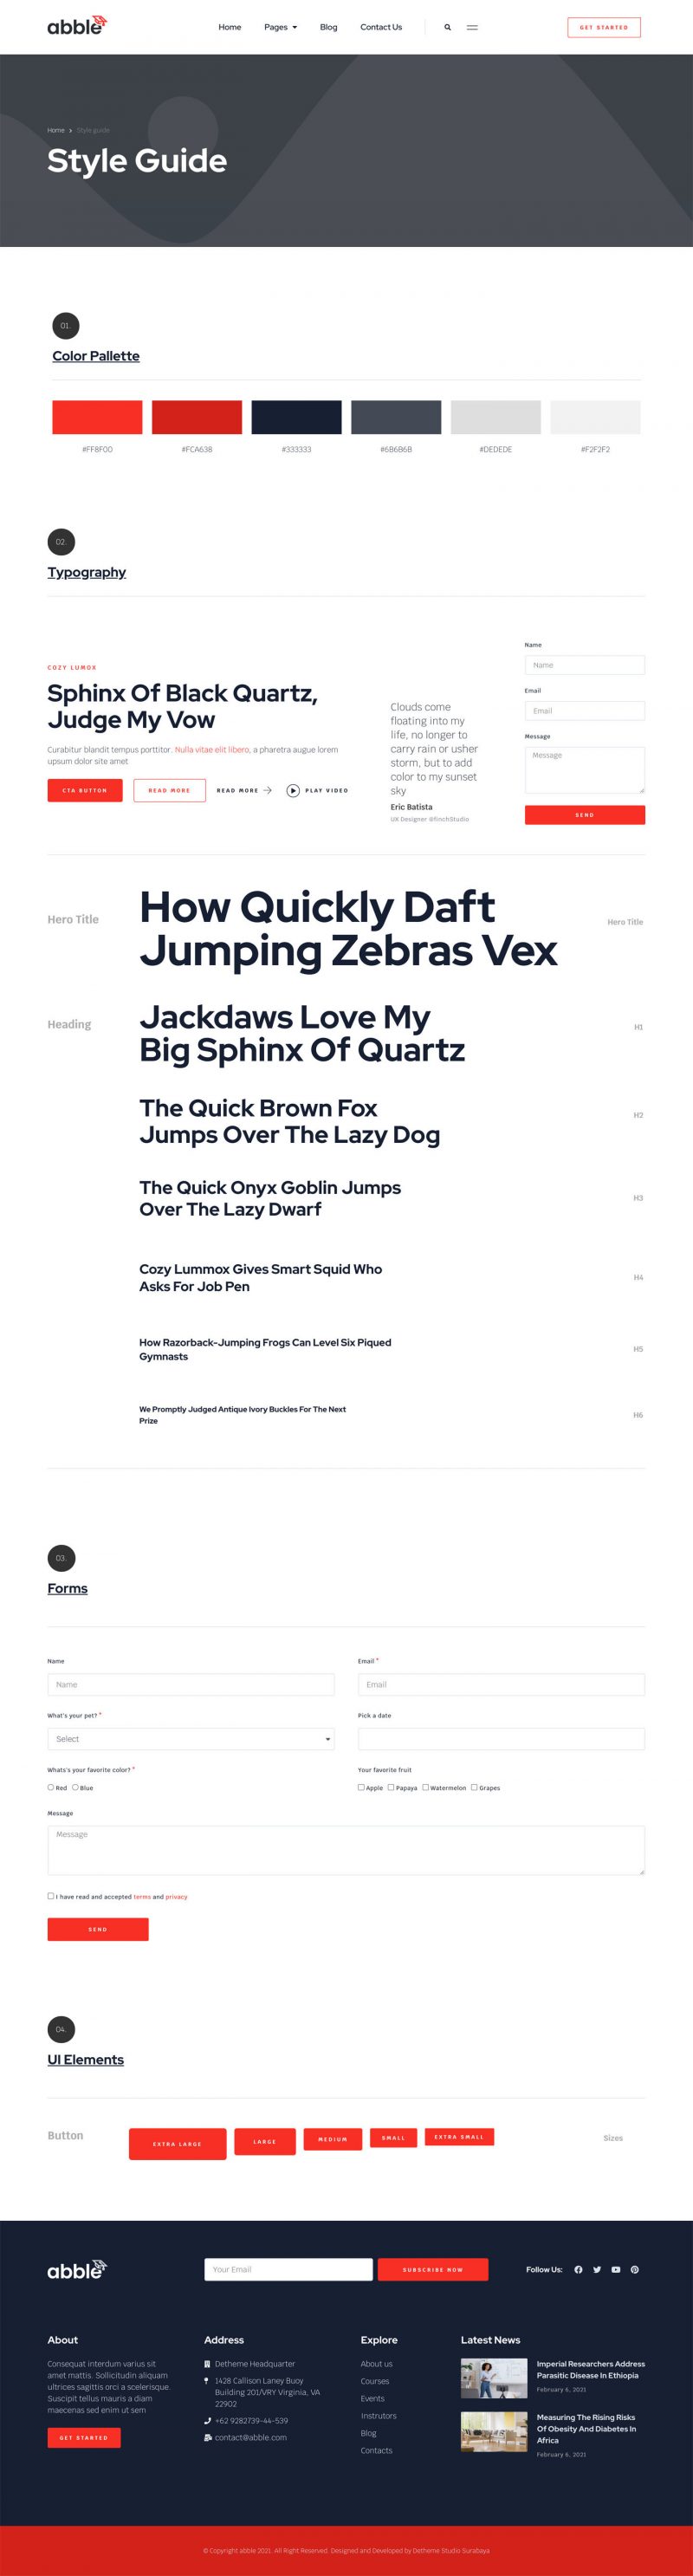 abble
Home Pages Blog Contact Us
GET STARTED
Home > Style guide
Style Guide
01.
Color Pallette
#FF8F00 #FCA638 #333333 #6B6B6B #DEDEDE #F2F2F2
02.
Typography
COZY LUMOX
Sphinx Of Black Quartz,
Judge My Vow
Curabitur blandit tempus porttitor. Nulla vitae elit libero, a pharetra augue lorem
upsum dolor site amet
CTA BUTTON READ MORE READ MORE PLAY VIDEO
Clouds come
floating into my
life, no longer to
carry rain or usher
storm, but to add
color to my sunset
sky
Eric Batista
UX Designer @finchStudio
Name
Name
Email
Email
Message
Message
SEND
Hero Title
How Quickly Daft
Jumping Zebras Vex
Hero Title
Heading
Jackdaws Love My
Big Sphinx Of Quartz
H1
The Quick Brown Fox
Jumps Over The Lazy Dog
H2
The Quick Onyx Goblin Jumps
Over The Lazy Dwarf
H3
Cozy Lummox Gives Smart Squid Who
Asks For Job Pen
H4
How Razorback-Jumping Frogs Can Level Six Piqued
Gymnasts
H5
We Promptly Judged Antique Ivory Buckles For The Next
Prize
H6
03.
Forms
Name
Name
Email *
Email
What's your pet? *
Select
Pick a date
Whats's your favorite color? *
Red Blue
Your favorite fruit
Apple Papaya Watermelon Grapes
Message
Message
I have read and accepted terms and privacy
SEND
04.
UI Elements
Button
EXTRA LARGE LARGE MEDIUM SMALL EXTRA SMALL
Sizes
abble
Your Email
SUBSCRIBE NOW
Follow Us:
About
Consequat interdum varius sit
amet mattis. Sollicitudin aliquam
ultrices sagittis orci a scelerisque.
Suscipit tellus mauris a diam
maecenas sed enim ut sem
GET STARTED
Address
Detheme Headquarter
1428 Callison Laney Buoy
Building 201/VRY Virginia, VA
22902
+62 9282739-44-539
contact@abble.com
Explore
About us
Courses
Events
Instrutors
Blog
Contacts
Latest News
Imperial Researchers Address
Parasitic Disease In Ethiopia
February 6, 2021
Measuring The Rising Risks
Of Obesity And Diabetes In
Africa
February 6, 2021
© Copyright abble 2021. All Right Reserved. Designed and Developed by Detheme Studio Surabaya